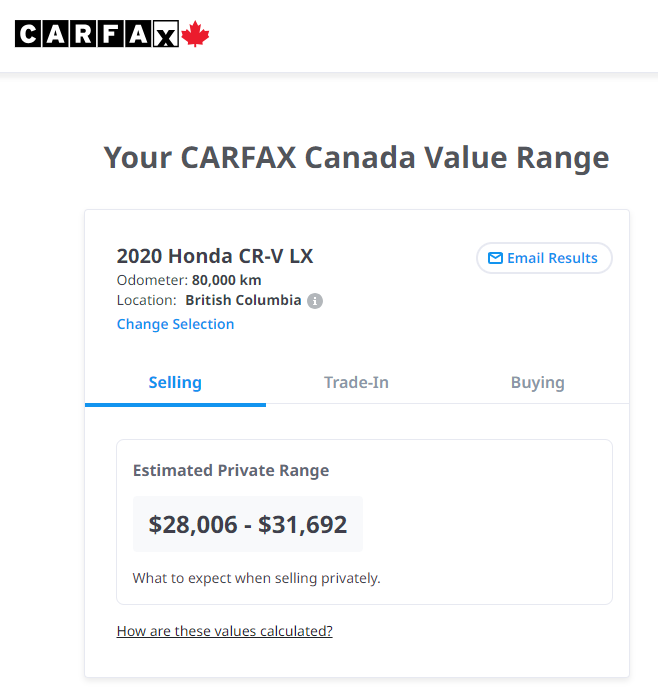 CARFAX
Your CARFAX Canada Value Range
2020 Honda CR-V LX
Email Results
Odometer: 80,000 km
Location: British Columbia i
Change Selection
Selling Trade-In Buying
Estimated Private Range
$28,006 - $31,692
What to expect when selling privately.
How are these values calculated?